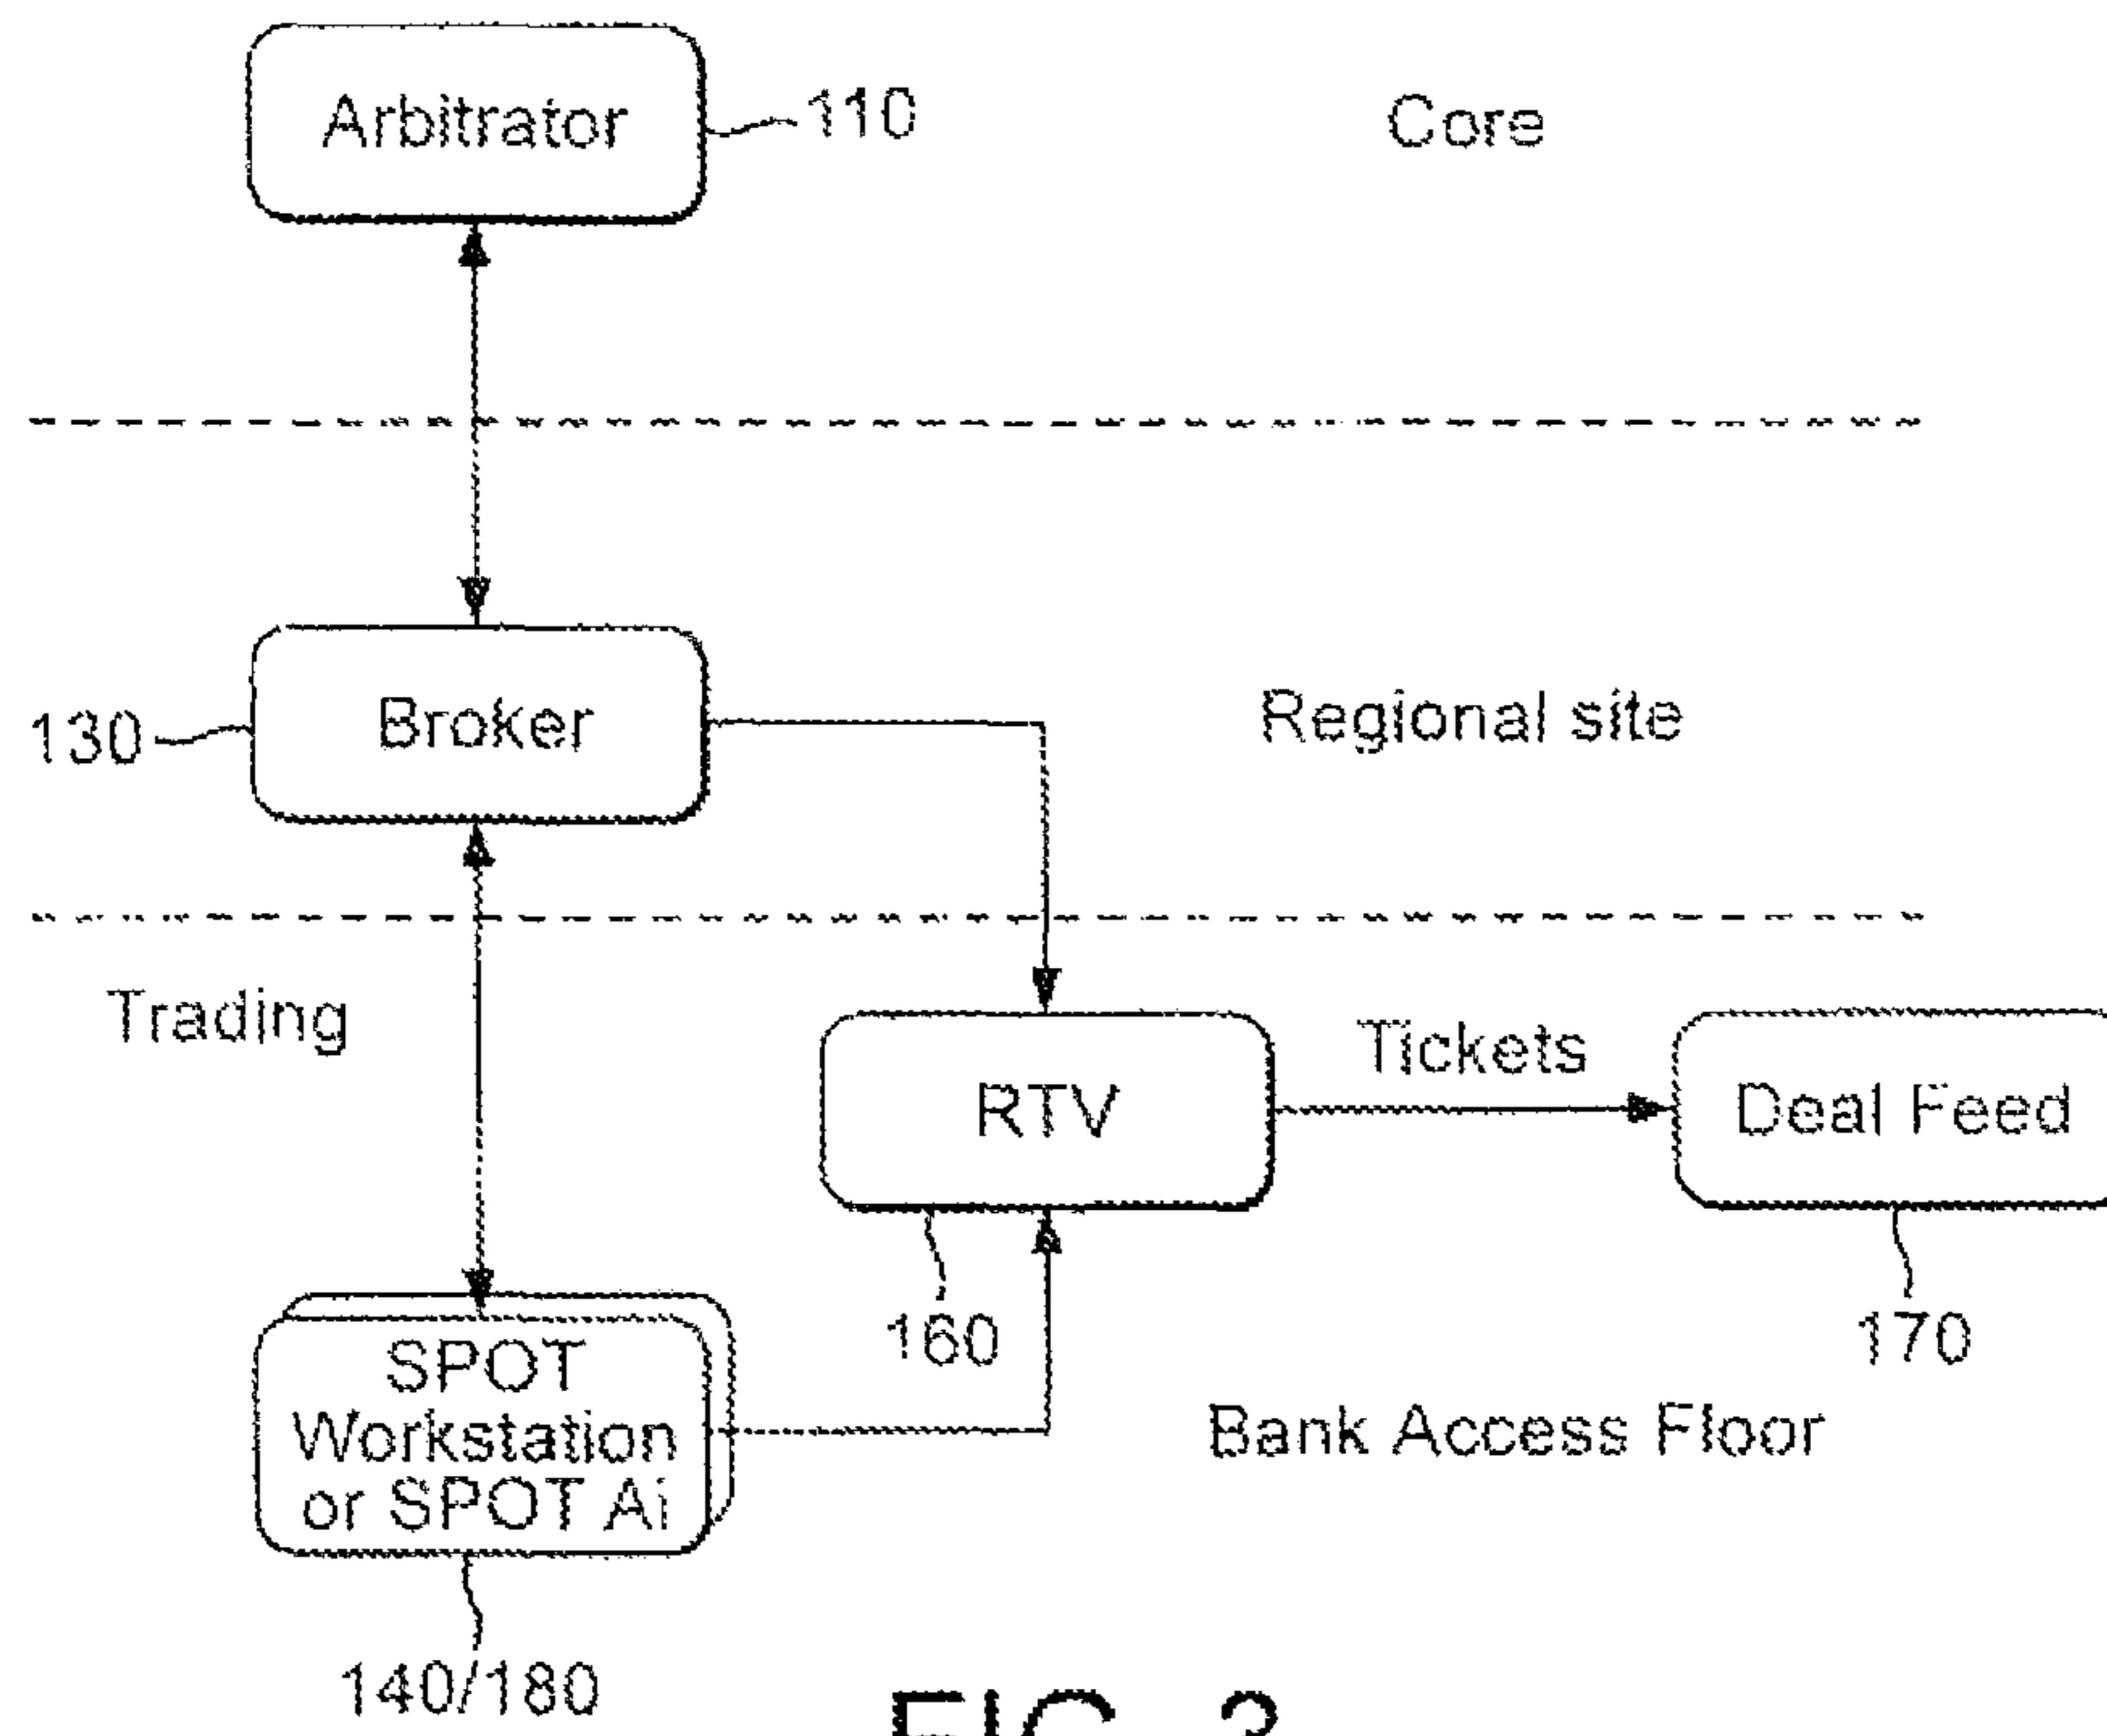 Arbitrator
110
Core
130
Broker
Regional site
Trading
RTV
Tickets
Deal Feed
160
170
SPOT
Workstation
or SPOT Ai
Bank Access Floor
140/180